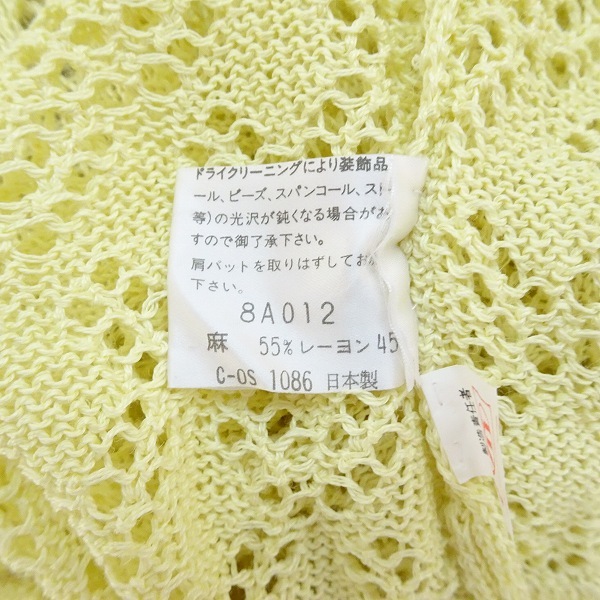 ドライクリーニングにより装飾品
ール、ビーズ、スパンコール、スト
等)の光沢が鈍くなる場合がお
すので御了承下さい。
肩パットを取りはずしてお
下さい。
8A012
麻 55% レーヨン 45
C-OS 1086 日本製